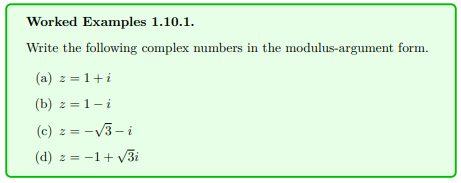 Worked Examples 1.10.1.
Write the following complex numbers in the modulus-argument form.
(a) z = 1 + i
(b) z = 1 − i
(c) z = −√3 − i
(d) z = −1 + √3i